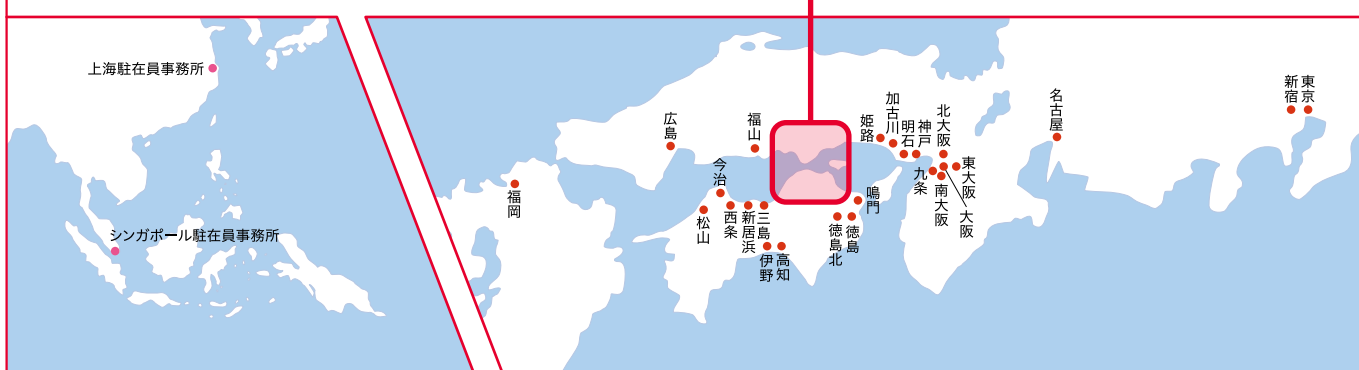 上海駐在員事務所
シンガポール駐在員事務所
福岡
広島
福山
今治
松山
西条
新居浜
三島
伊野
高知
徳島北
徳島
鳴門
姫路
加古川
明石
神戸
北大阪
九条
南大阪
東大阪
大阪
名古屋
新宿
東京